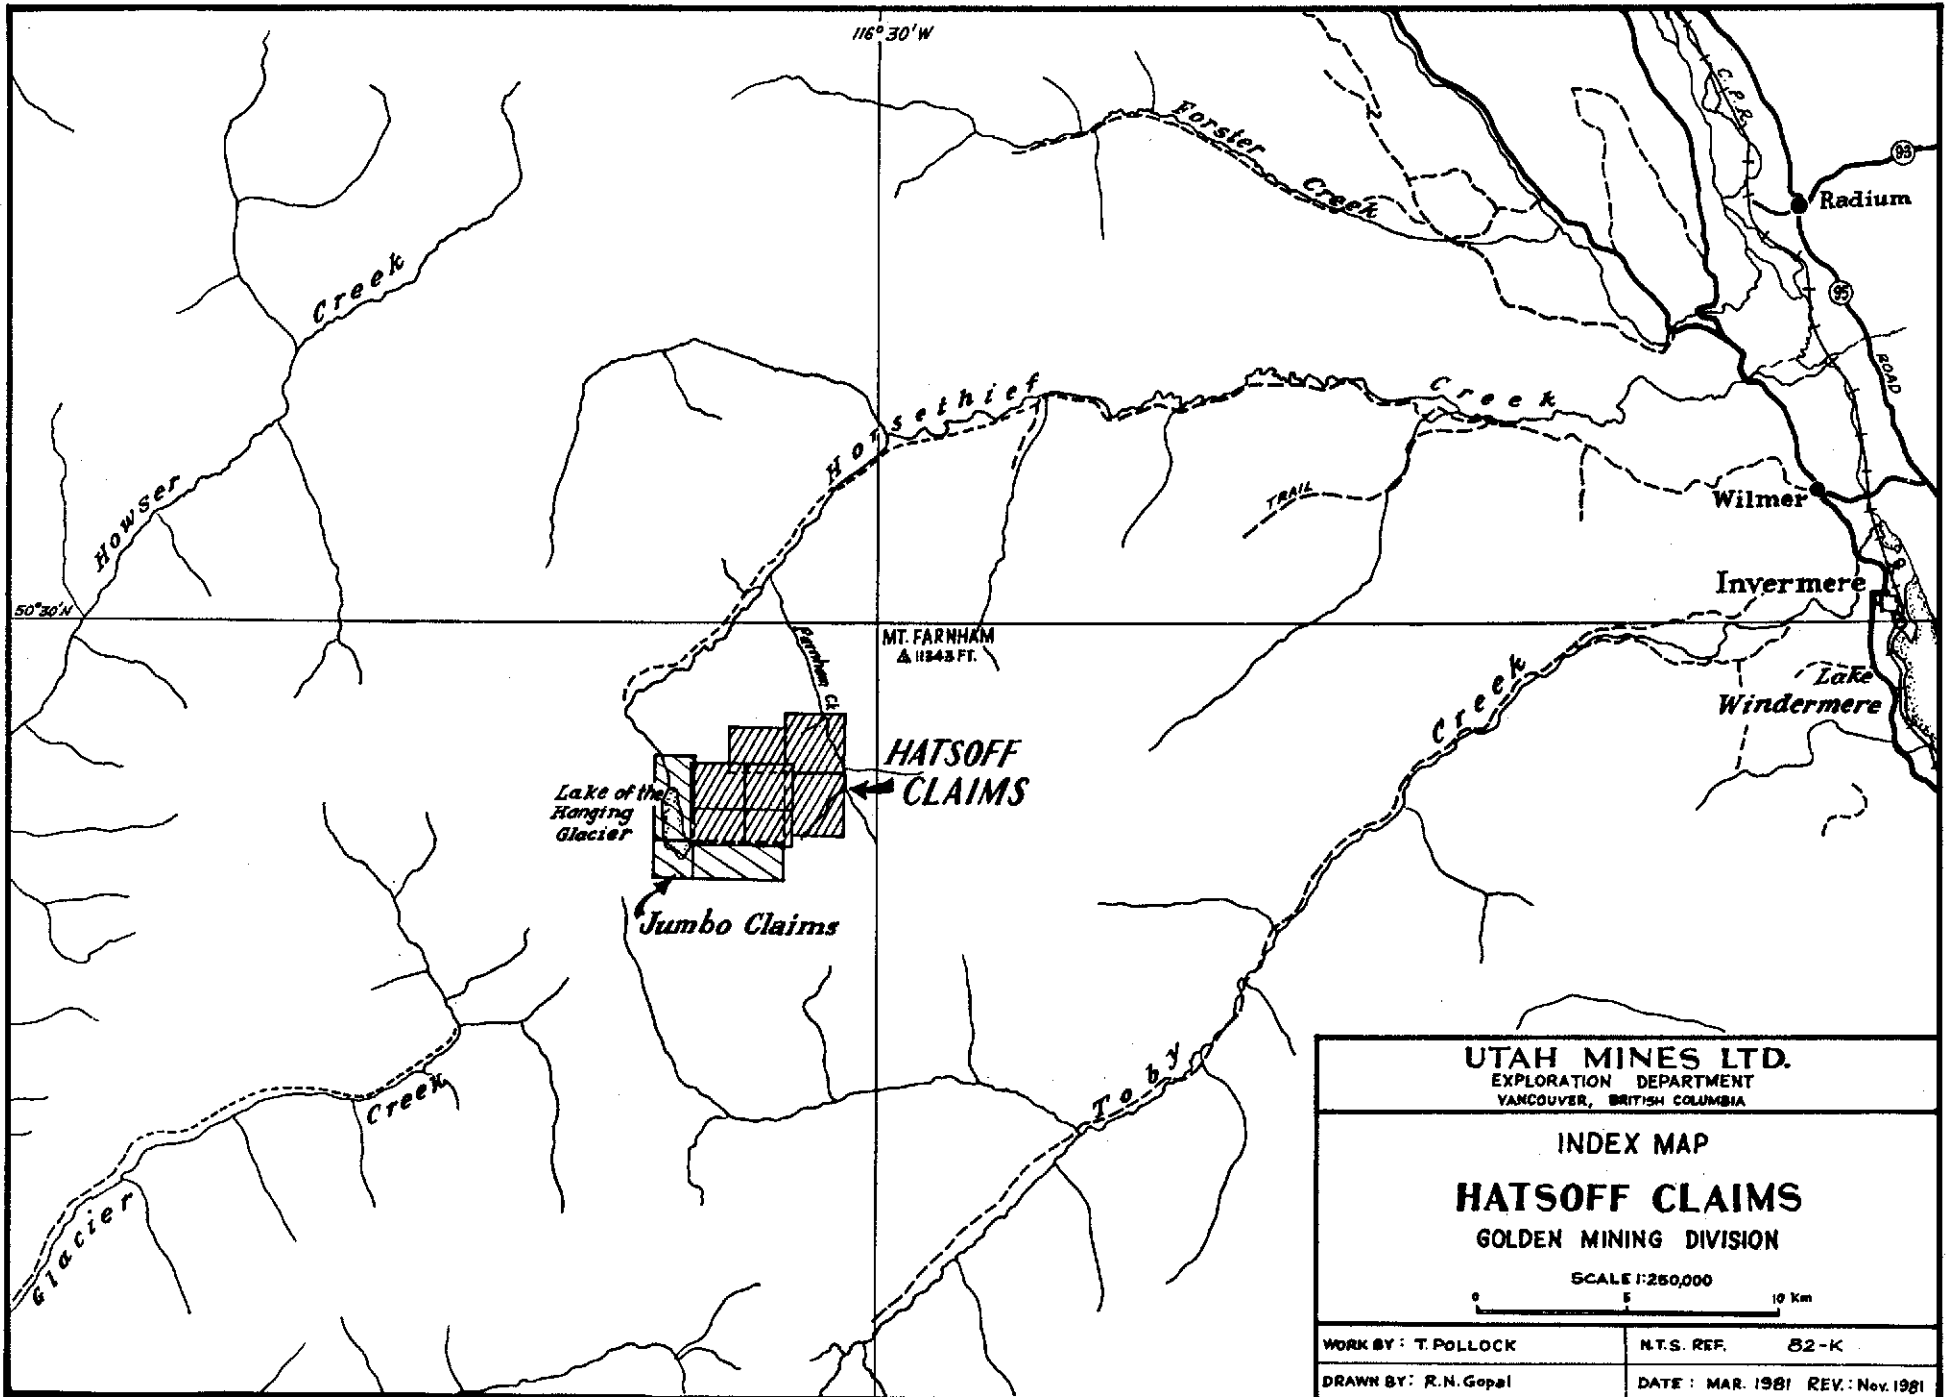 116° 30' W
C.P.R.
93
Forster
Creek
Radium
Creek
95
ROAD
Horsethief
Creek
Howser
TRAIL
Wilmer
Invermere
50°30'N
MT. FARNHAM
11343 FT.
Farnham Ck
Creek
Lake
Windermere
HATSOFF
CLAIMS
Lake of the
Hanging
Glacier
Jumbo Claims
Toby
Creek
Glacier
UTAH MINES LTD.
EXPLORATION DEPARTMENT
VANCOUVER, BRITISH COLUMBIA
INDEX MAP
HATSOFF CLAIMS
GOLDEN MINING DIVISION
SCALE 1:250,000
0 5 10 Km
WORK BY: T. POLLOCK N.T.S. REF. 82-K
DRAWN BY: R.N. Gopal DATE: MAR. 1981 REV.: Nov. 1981